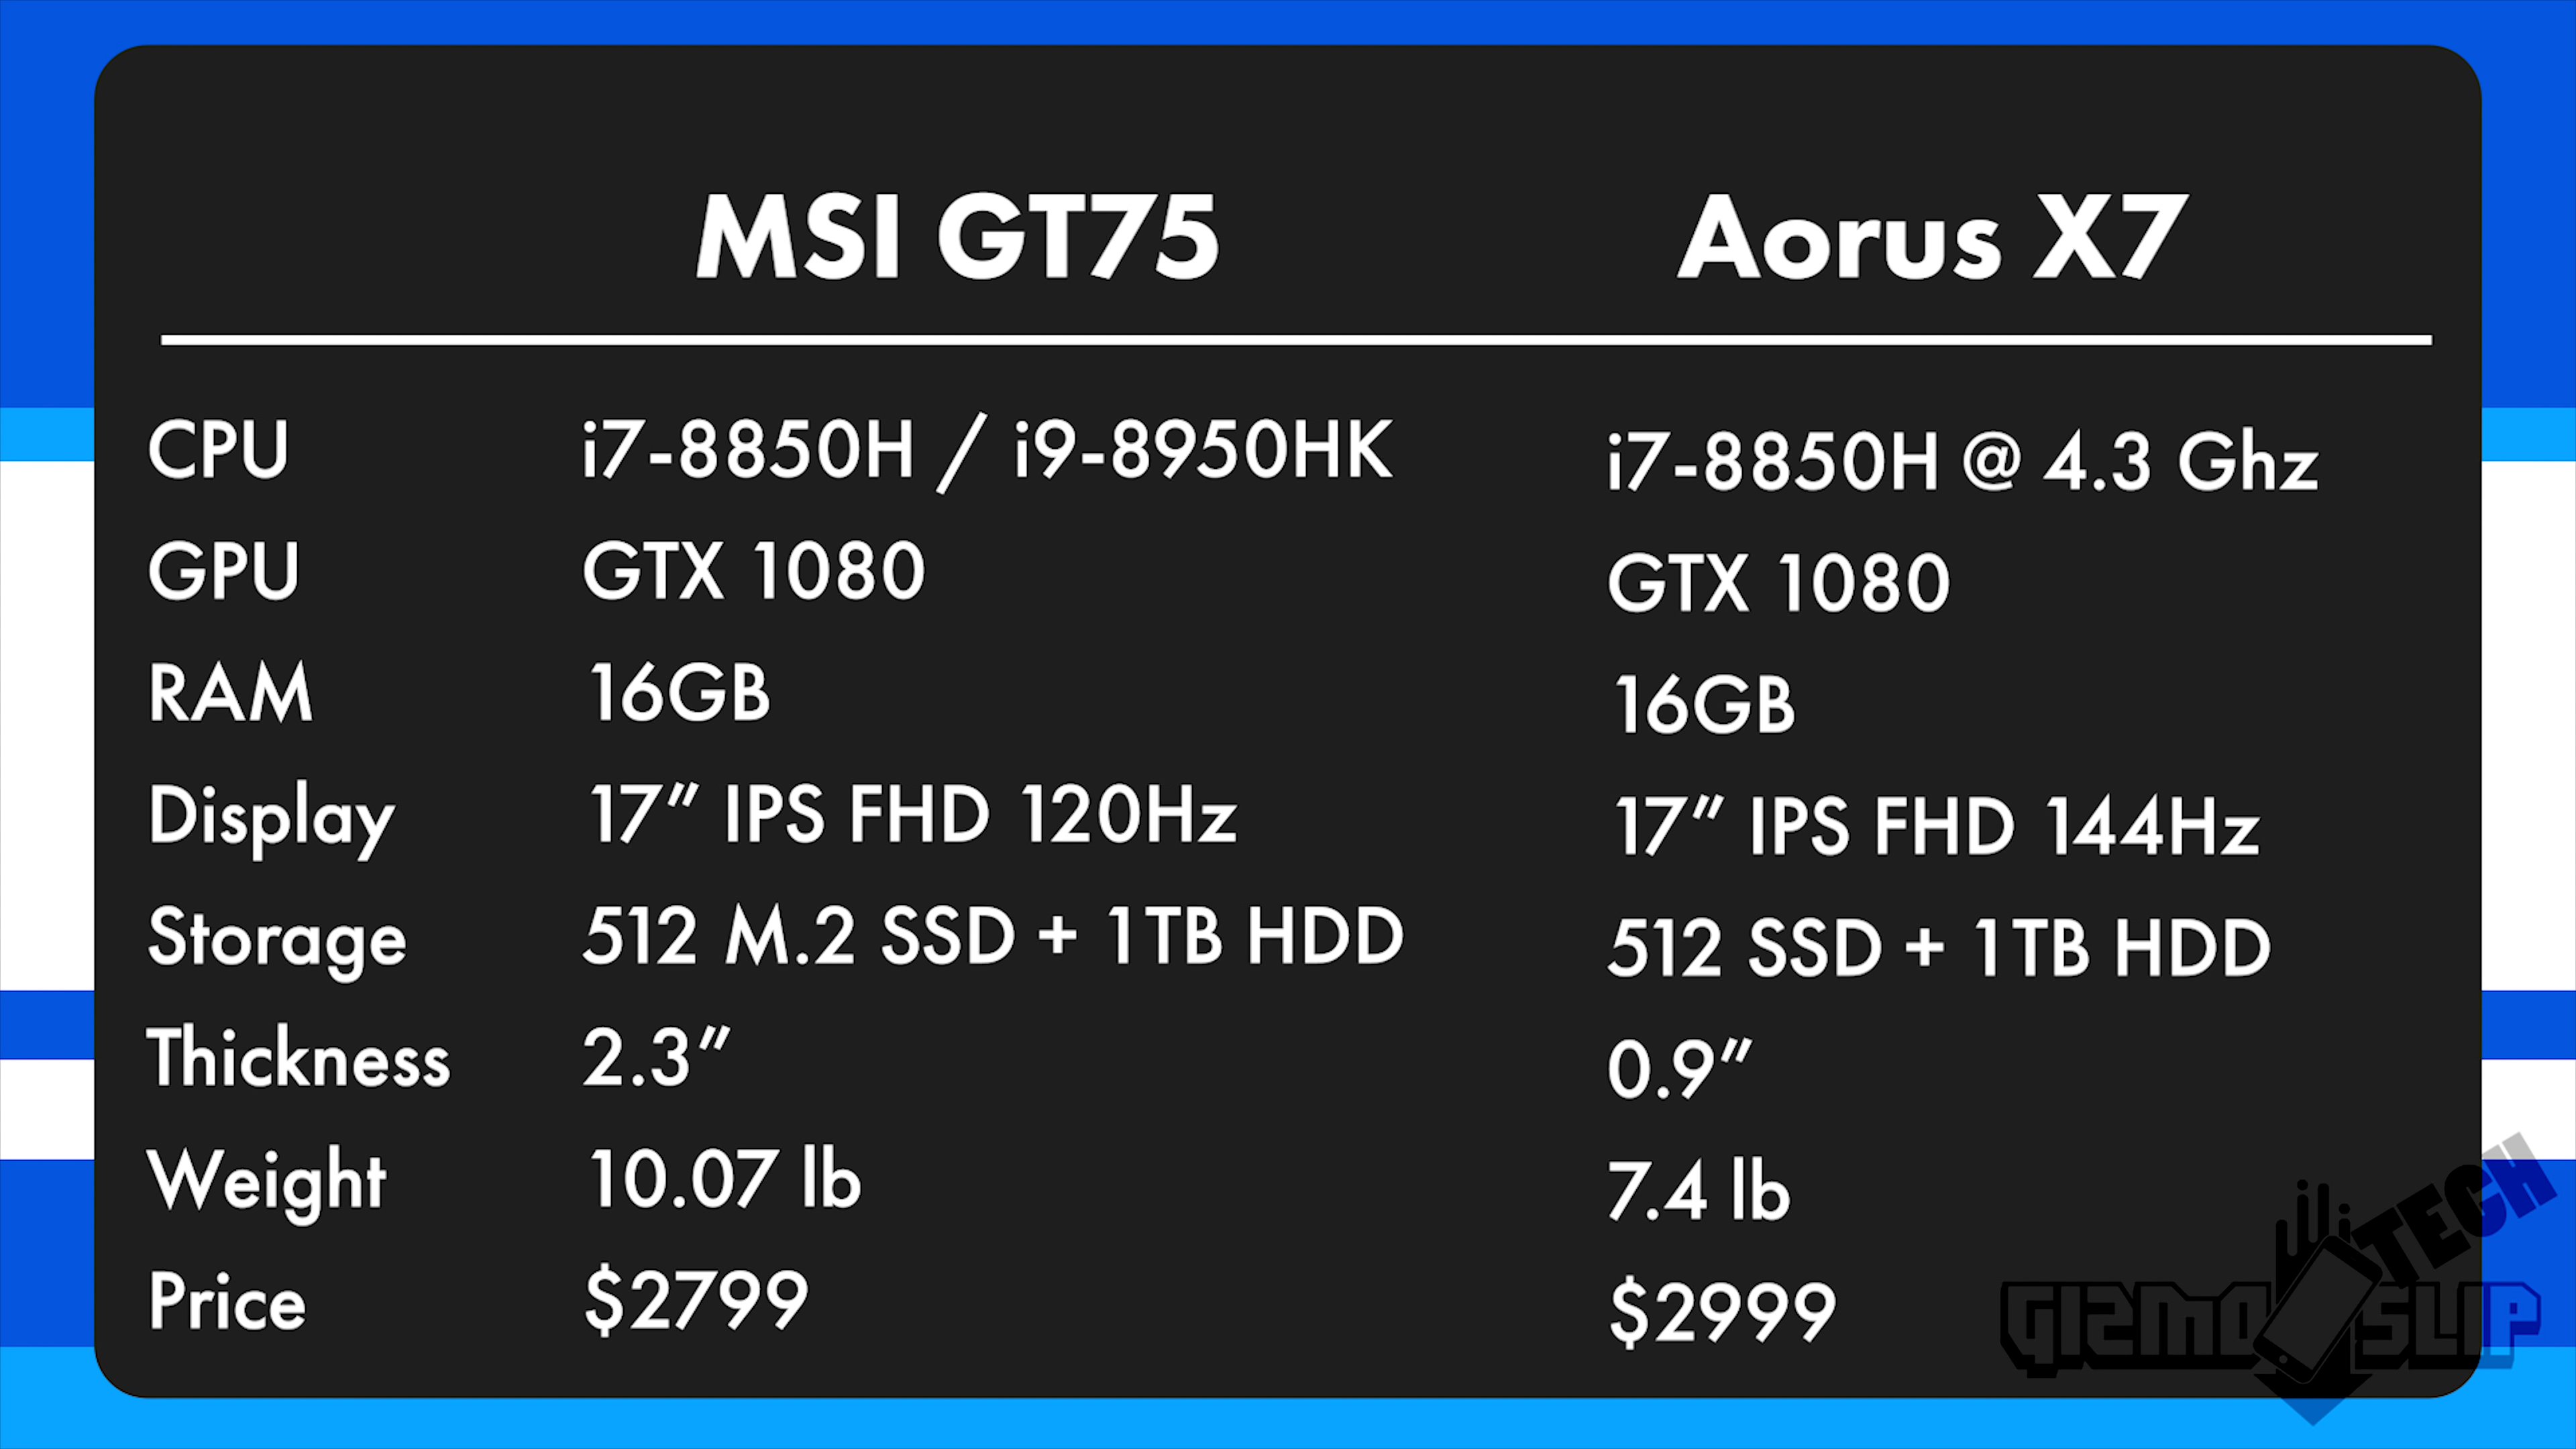 MSI GT75 Aorus X7
CPU i7-8850H / i9-8950HK i7-8850H @ 4.3 Ghz
GPU GTX 1080 GTX 1080
RAM 16GB 16GB
Display 17" IPS FHD 120Hz 17" IPS FHD 144Hz
Storage 512 M.2 SSD + 1TB HDD 512 SSD + 1TB HDD
Thickness 2.3" 0.9"
Weight 10.07 lb 7.4 lb
Price $2799 $2999
TECH
GIZMO SLIP